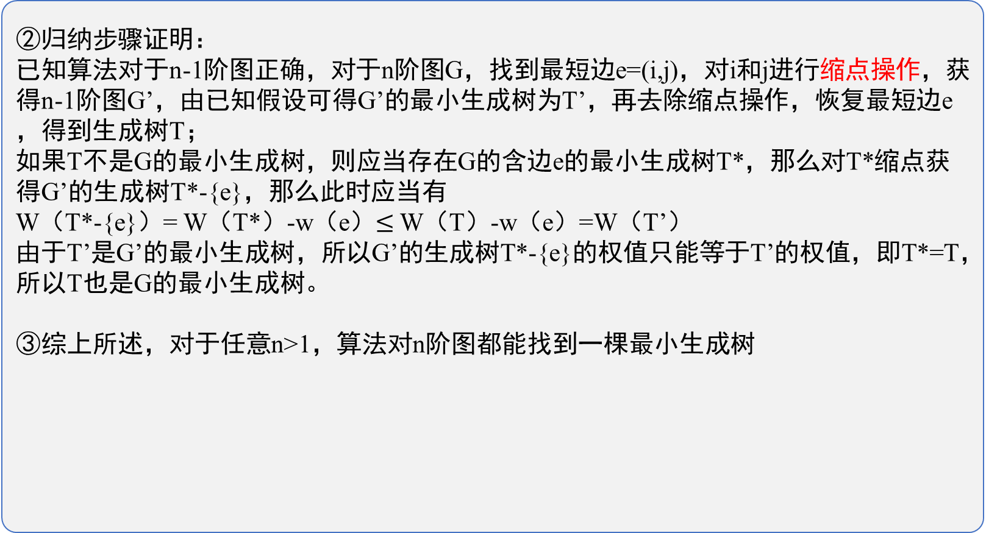 ②归纳步骤证明：
已知算法对于n-1阶图正确，对于n阶图G，找到最短边e=(i,j)，对i和j进行缩点操作，获
得n-1阶图G’，由已知假设可得G’的最小生成树为T’，再去除缩点操作，恢复最短边e
，得到生成树T；
如果T不是G的最小生成树，则应当存在G的含边e的最小生成树T*，那么对T*缩点获
得G’的生成树T*-{e}，那么此时应当有
W（T*-{e}）= W（T*）-w（e）≤ W（T）-w（e）=W（T’）
由于T’是G’的最小生成树，所以G’的生成树T*-{e}的权值只能等于T’的权值，即T*=T，
所以T也是G的最小生成树。
③综上所述，对于任意n>1，算法对n阶图都能找到一棵最小生成树